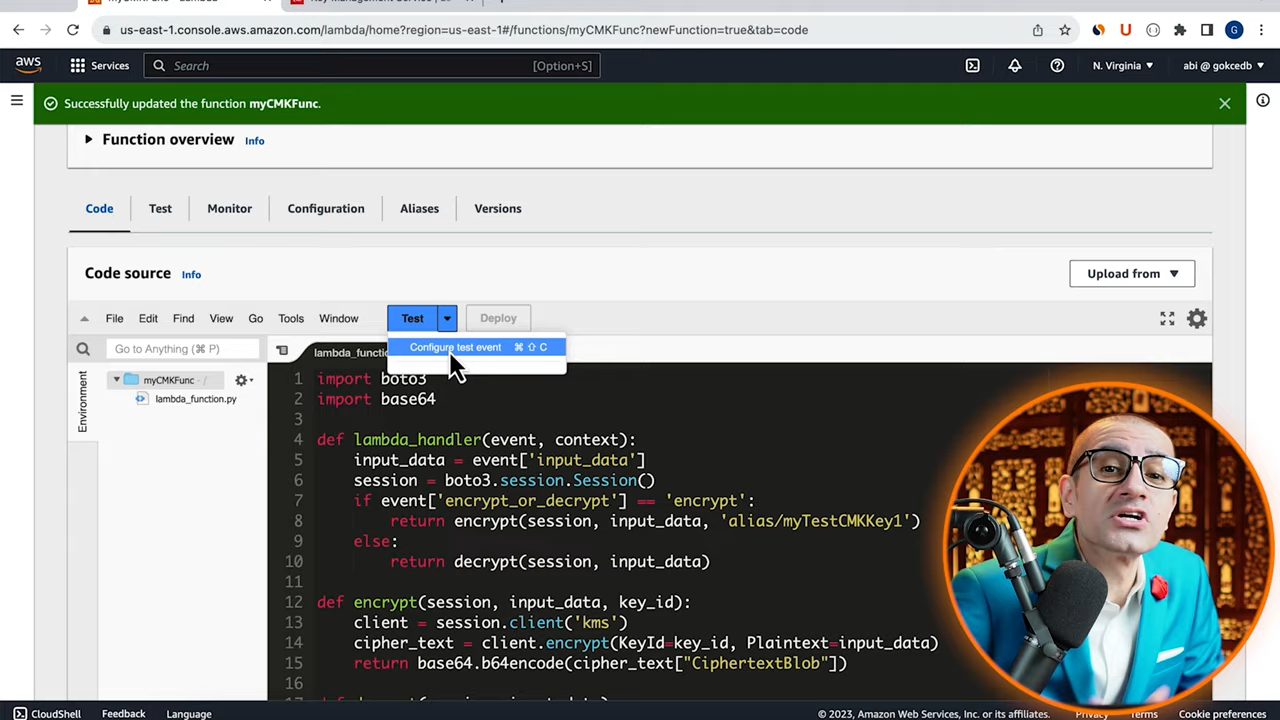 us-east-1.console.aws.amazon.com/lambda/home?region=us-east-1#/functions/myCMKFunc?newFunction=true&tab=code
G
aws
Services
Search
[Option+S]
N. Virginia
abi @ gokcedb
Successfully updated the function myCMKFunc.
Function overview
Info
Code
Test
Monitor
Configuration
Aliases
Versions
Code source
Info
Upload from
File
Edit
Find
View
Go
Tools
Window
Test
Deploy
Configure test event ⌘ ⇧ C
Go to Anything (⌘ P)
lambda_functi
Environment
myCMKFunc - /
lambda_function.py
1 import boto3
2 import base64
3
4 def lambda_handler(event, context):
5 input_data = event['input_data']
6 session = boto3.session.Session()
7 if event['encrypt_or_decrypt'] == 'encrypt':
8 return encrypt(session, input_data, 'alias/myTestCMKKey1')
9 else:
10 return decrypt(session, input_data)
11
12 def encrypt(session, input_data, key_id):
13 client = session.client('kms')
14 cipher_text = client.encrypt(KeyId=key_id, Plaintext=input_data)
15 return base64.b64encode(cipher_text["CiphertextBlob"])
16
CloudShell
Feedback
Language
© 2023, Amazon Web Services, Inc. or its affiliates.
Privacy
Terms
Cookie preferences